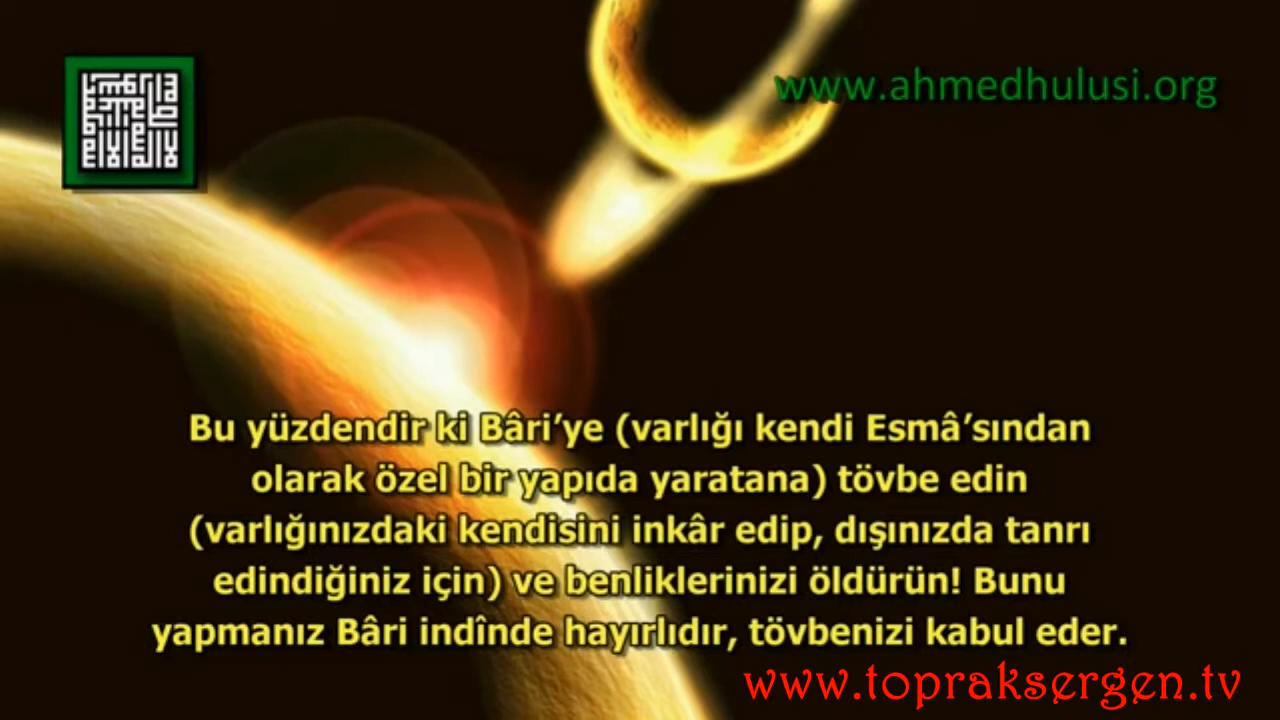 www.ahmedhulusi.org
Bu yüzdendir ki Bâri’ye (varlığı kendi Esmâ’sından
olarak özel bir yapıda yaratana) tövbe edin
(varlığınızdaki kendisini inkâr edip, dışınızda tanrı
edindiğiniz için) ve benliklerinizi öldürün! Bunu
yapmanız Bâri indînde hayırlıdır, tövbenizi kabul eder.
www.topraksergen.tv